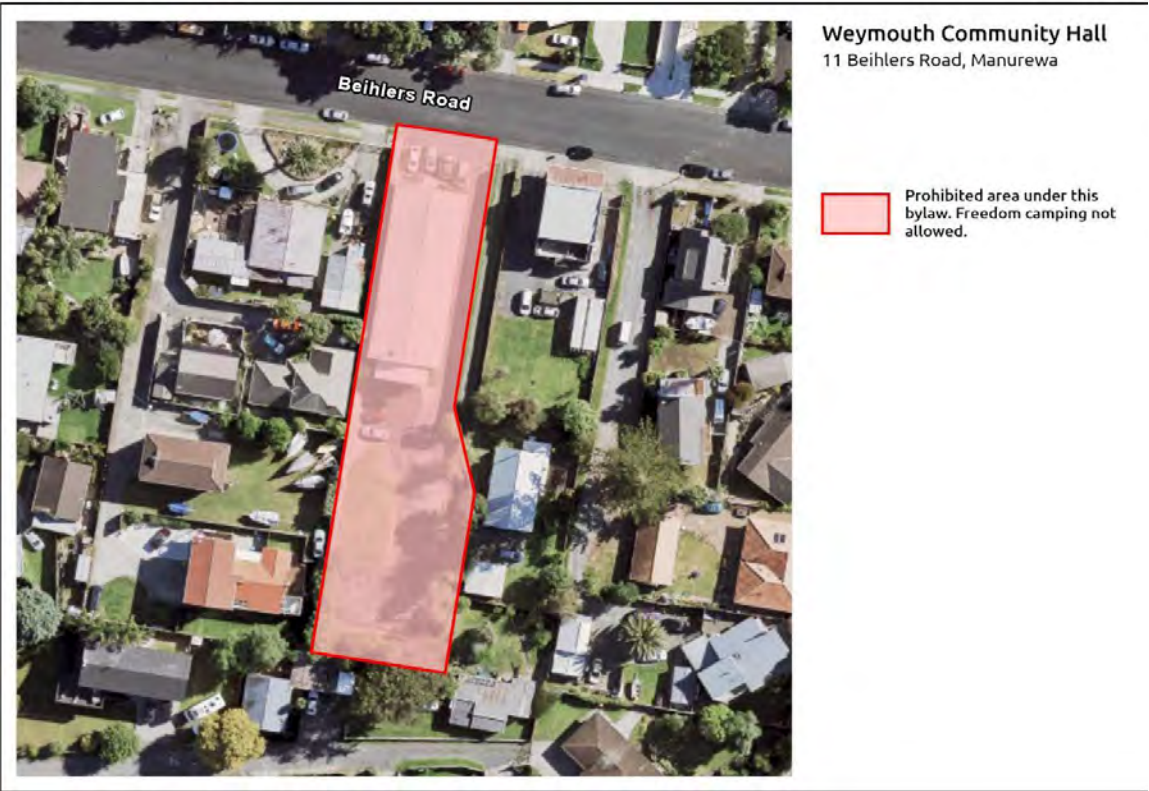 Weymouth Community Hall
11 Beihlers Road, Manurewa
Beihlers Road
Prohibited area under this
bylaw. Freedom camping not
allowed.